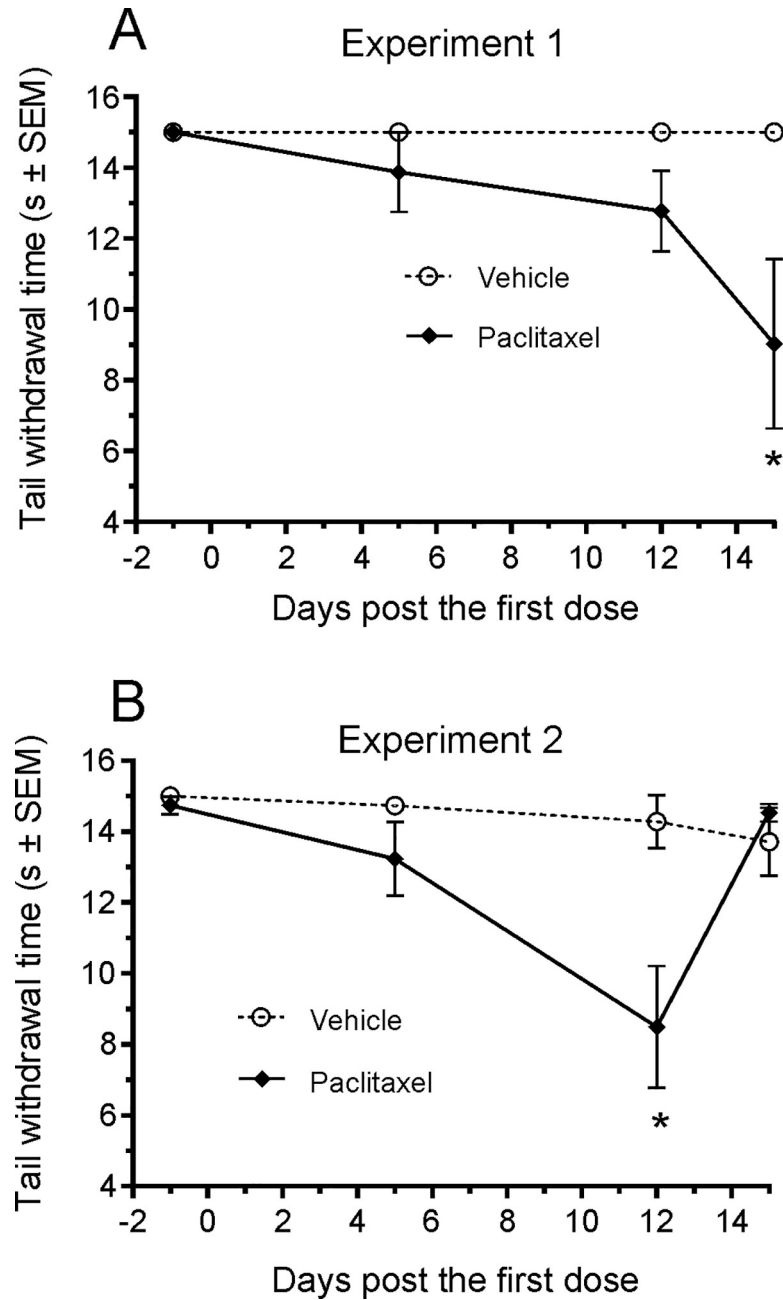 A
Experiment 1
Tail withdrawal time (s ± SEM)
16
14
12
10
8
6
4
-2 0 2 4 6 8 10 12 14
Vehicle
Paclitaxel
*
Days post the first dose
B
Experiment 2
Tail withdrawal time (s ± SEM)
16
14
12
10
8
6
4
-2 0 2 4 6 8 10 12 14
Vehicle
Paclitaxel
*
Days post the first dose